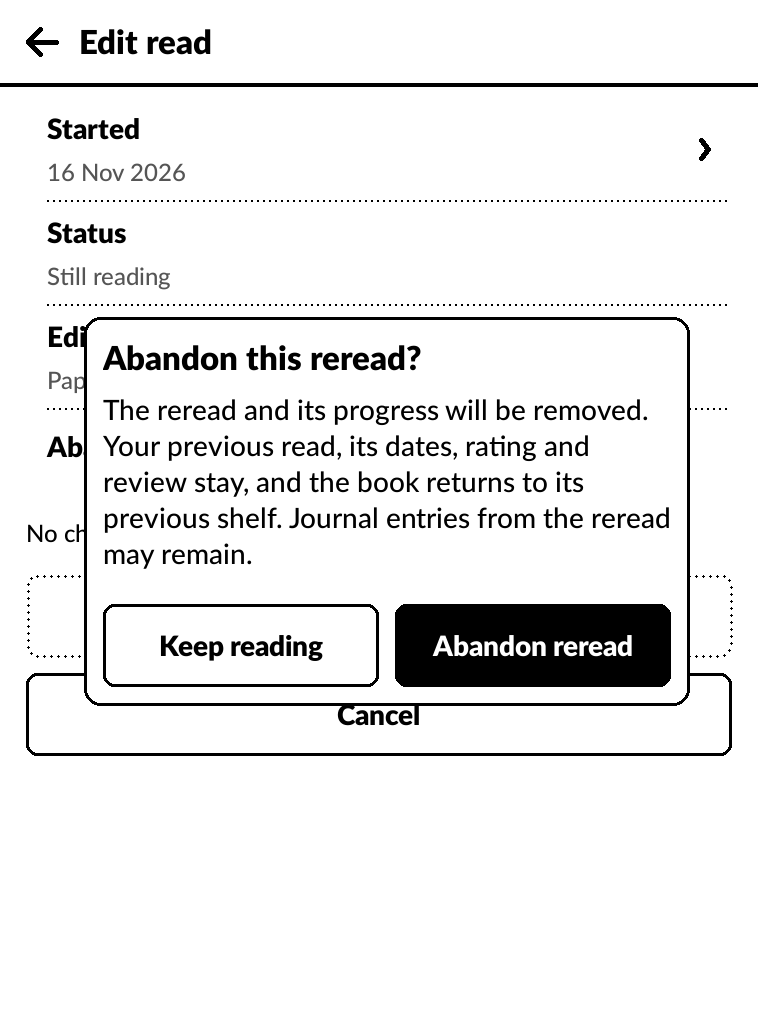 Edit read
Started
16 Nov 2026
Status
Still reading
Abandon this reread?
The reread and its progress will be removed.
Your previous read, its dates, rating and
review stay, and the book returns to its
previous shelf. Journal entries from the reread
may remain.
No
Keep reading
Abandon reread
Cancel